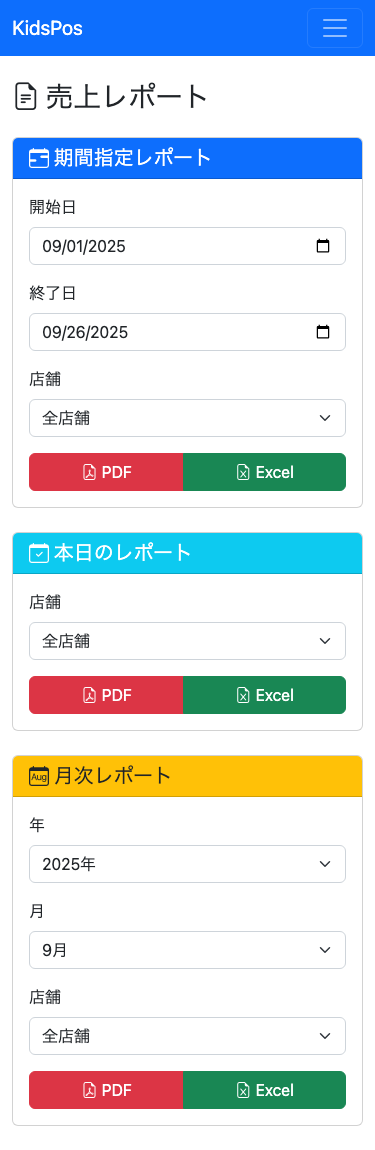 KidsPos
売上レポート
期間指定レポート
開始日
09/01/2025
終了日
09/26/2025
店舗
全店舗
PDF
Excel
本日のレポート
店舗
全店舗
PDF
Excel
Aug
月次レポート
年
2025年
月
9月
店舗
全店舗
PDF
Excel